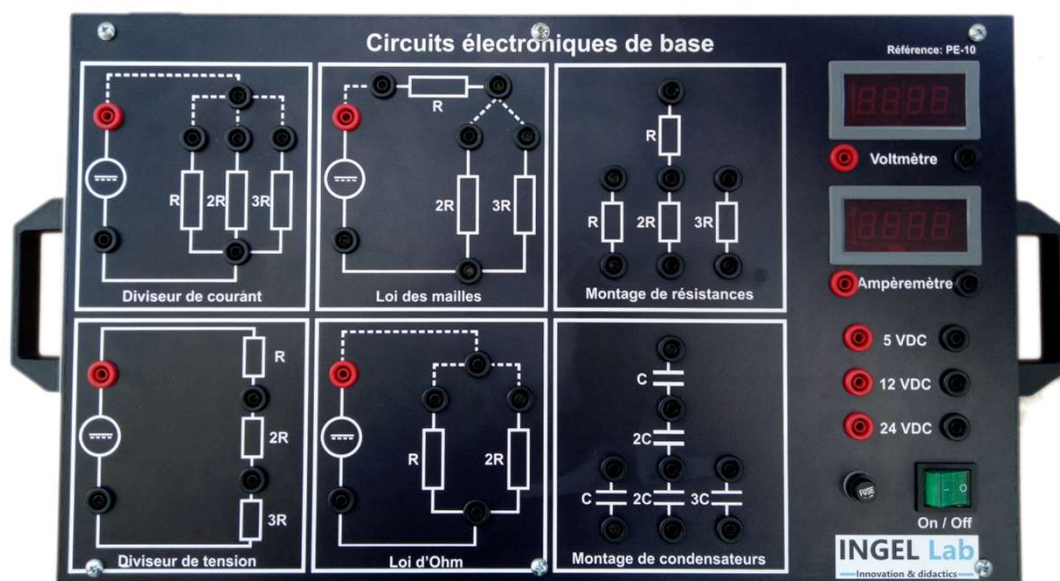 Circuits électroniques de base
Référence: PE-10
R
2R
3R
Diviseur de courant
R
2R
3R
Loi des mailles
R
R
2R
3R
Montage de résistances
Voltmètre
Ampèremètre
R
2R
3R
Diviseur de tension
R
2R
Loi d'Ohm
C
2C
C
2C
3C
Montage de condensateurs
5 VDC
12 VDC
24 VDC
FUSE
On / Off
INGEL Lab
Innovation & didactics